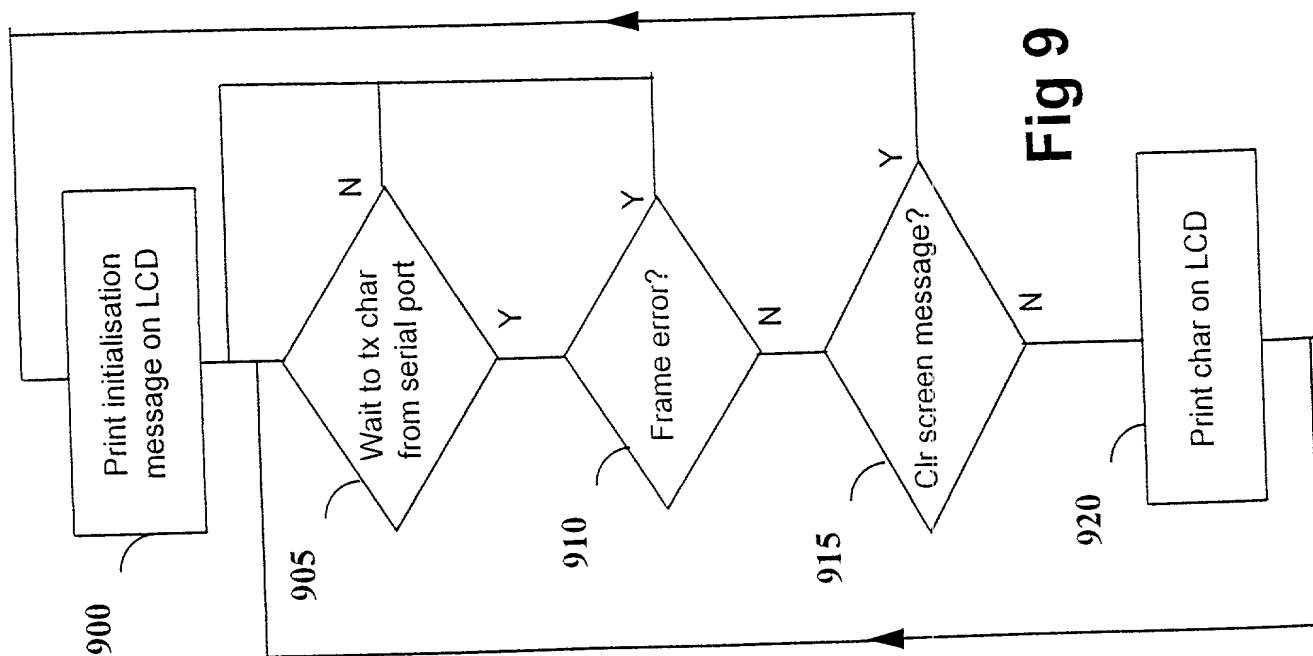 900
Print initialisation
message on LCD
905
Wait to tx char
from serial port
N
Y
910
Frame error?
Y
N
915
Clr screen message?
Y
N
920
Print char on LCD
Fig 9